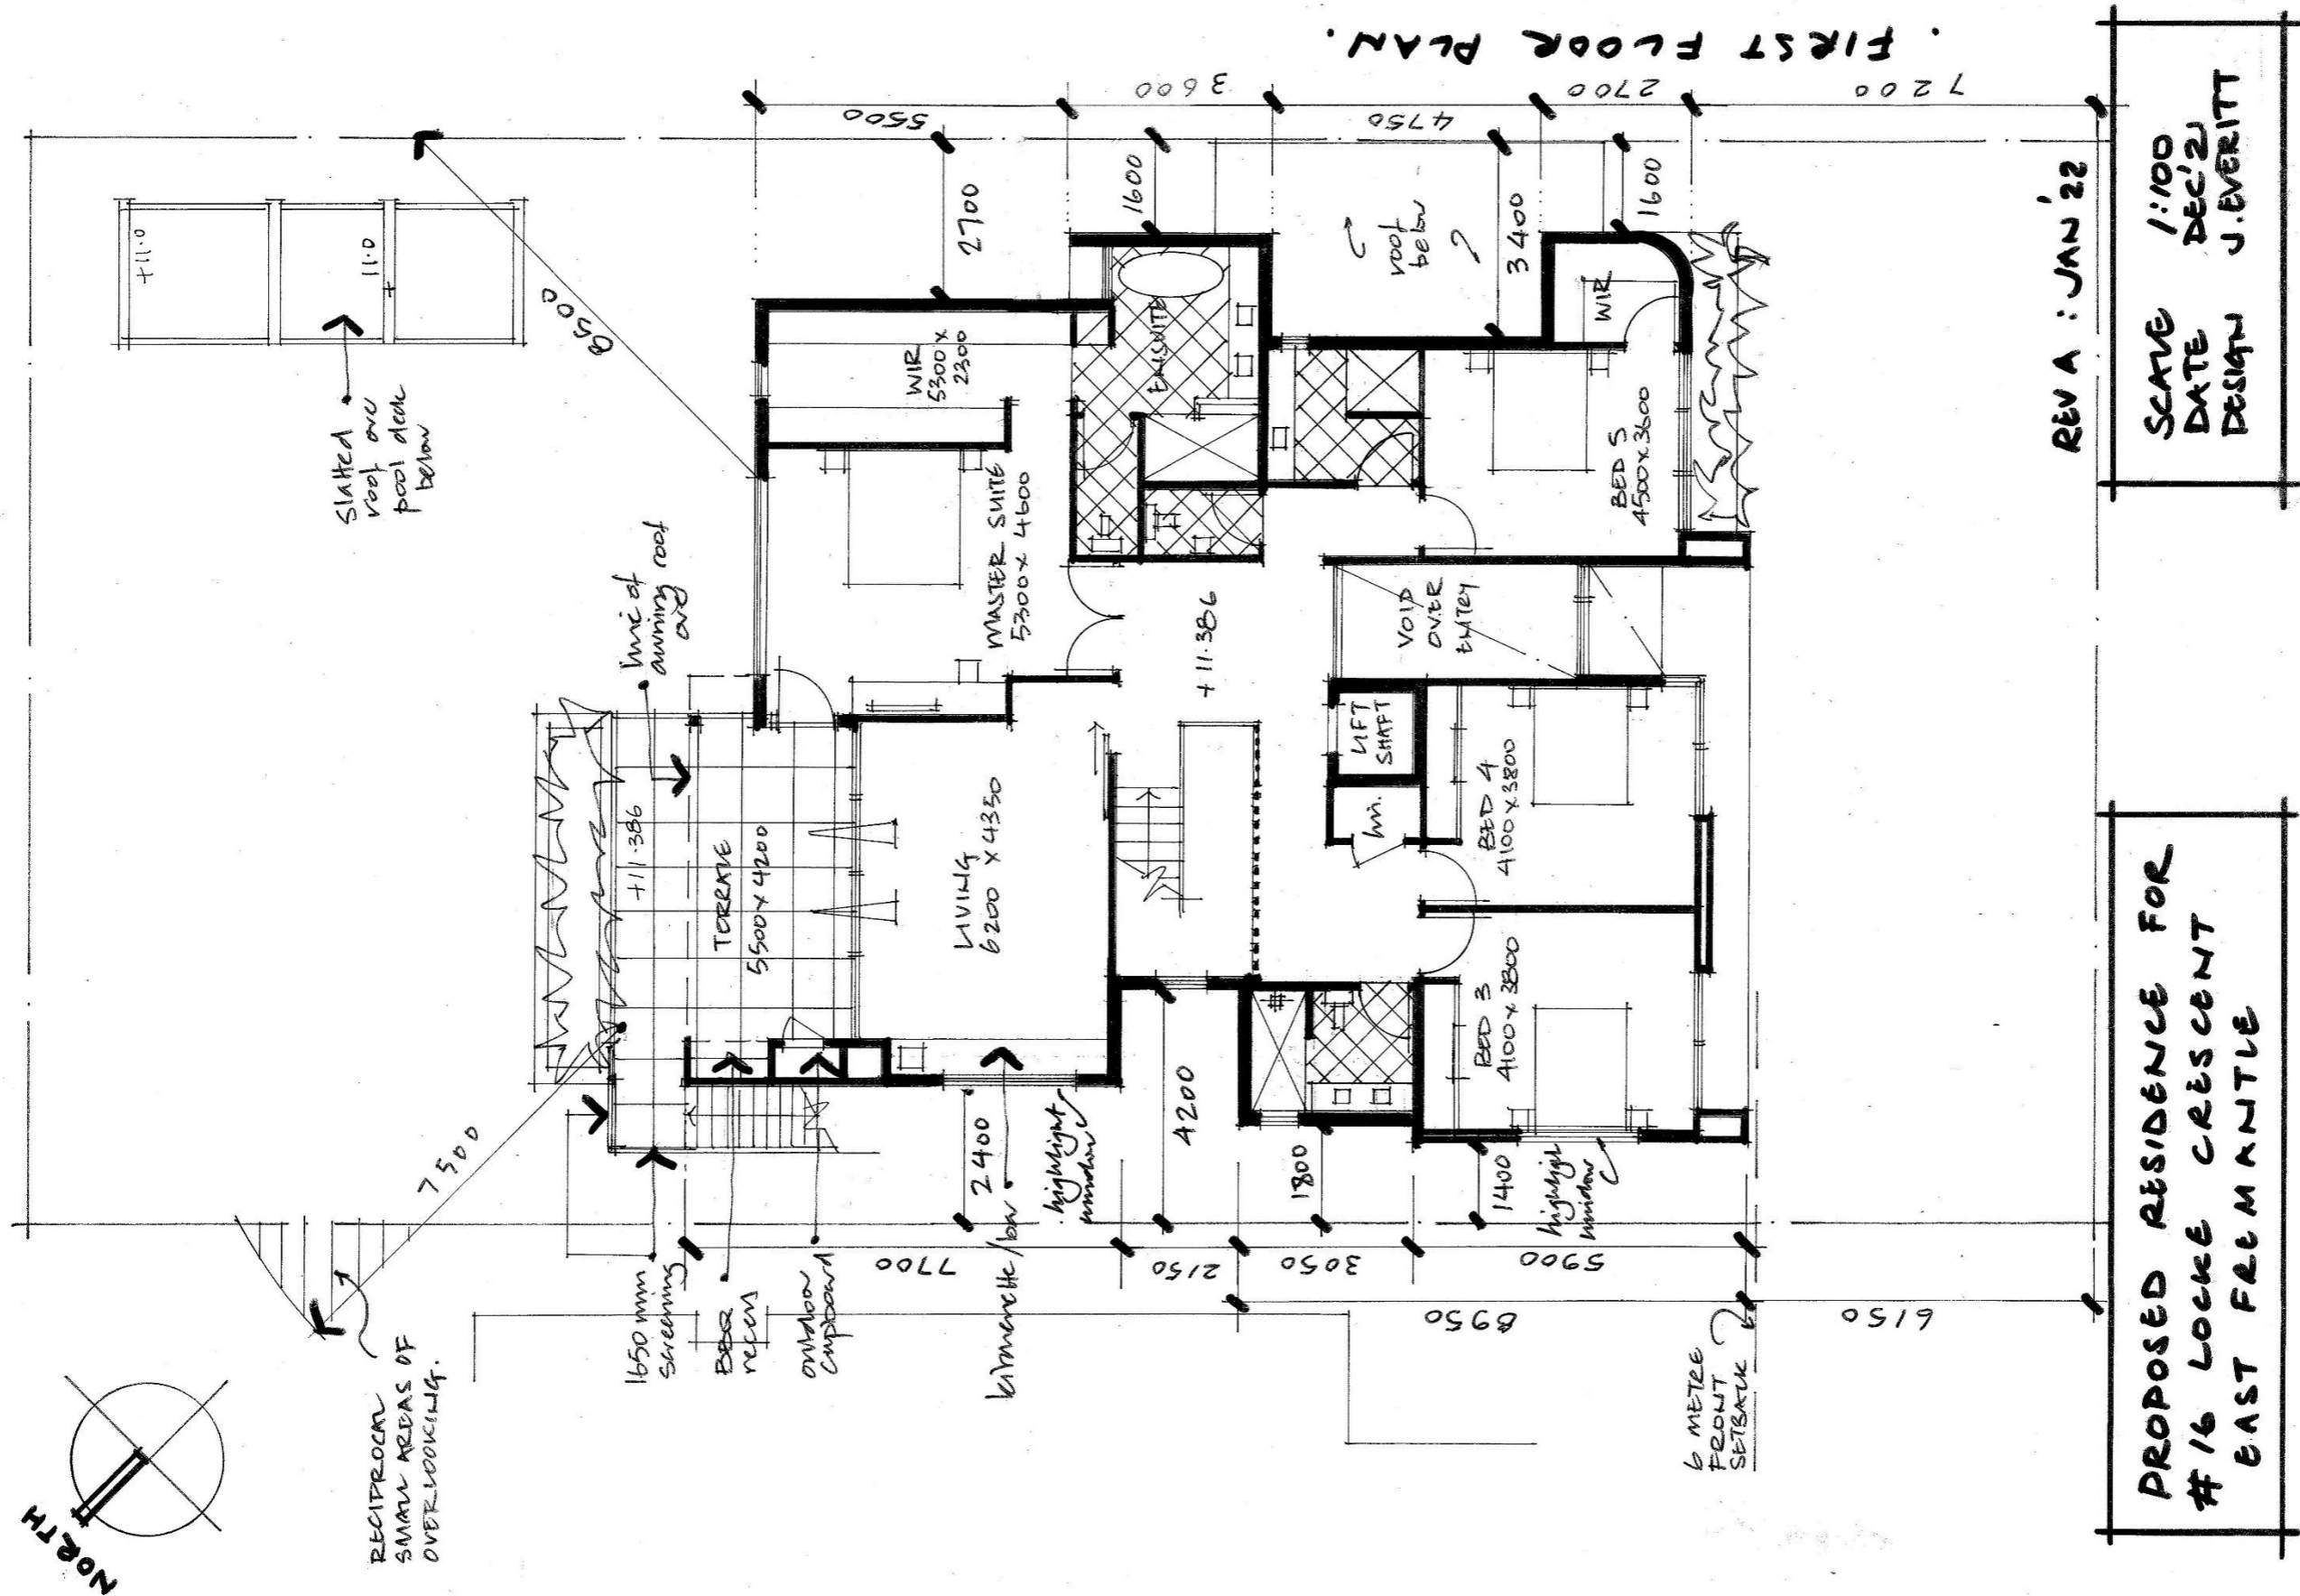 NORTH
RECIPROCAL
SMALL AREAS OF
OVERLOOKING.
7500
1650 mm
screening
BBQ
recess
outdoor
cupboard
kitchenette/bar
highlight
window
2400
4200
1800
1400
highlight
window
7700
2150
3050
5900
8950
6150
6 METRE
FRONT
SETBACK
+11.386
TERRACE
5500 x 4200
LIVING
6200 x 4350
line of
awning roof
over
Slatted
roof over
pool deck
below
+11.0
11.0
+
8500
MASTER SUITE
5300 x 4600
WIR
5300 x
2300
ENSUITE
+11.386
VOID
OVER
ENTRY
LIFT
SHAFT
lin.
BED 4
4100 x 3800
BED 3
4100 x 3800
BED 5
4500 x 3600
WIR
roof
below
2700
1600
3400
1600
5500
3600
4750
2700
7200
. FIRST FLOOR PLAN.
REV A : JAN '22
PROPOSED RESIDENCE FOR
# 16 LOCKE CRESCENT
EAST FREMANTLE
SCALE 1:100
DATE DEC'21
DESIGN J. EVERITT